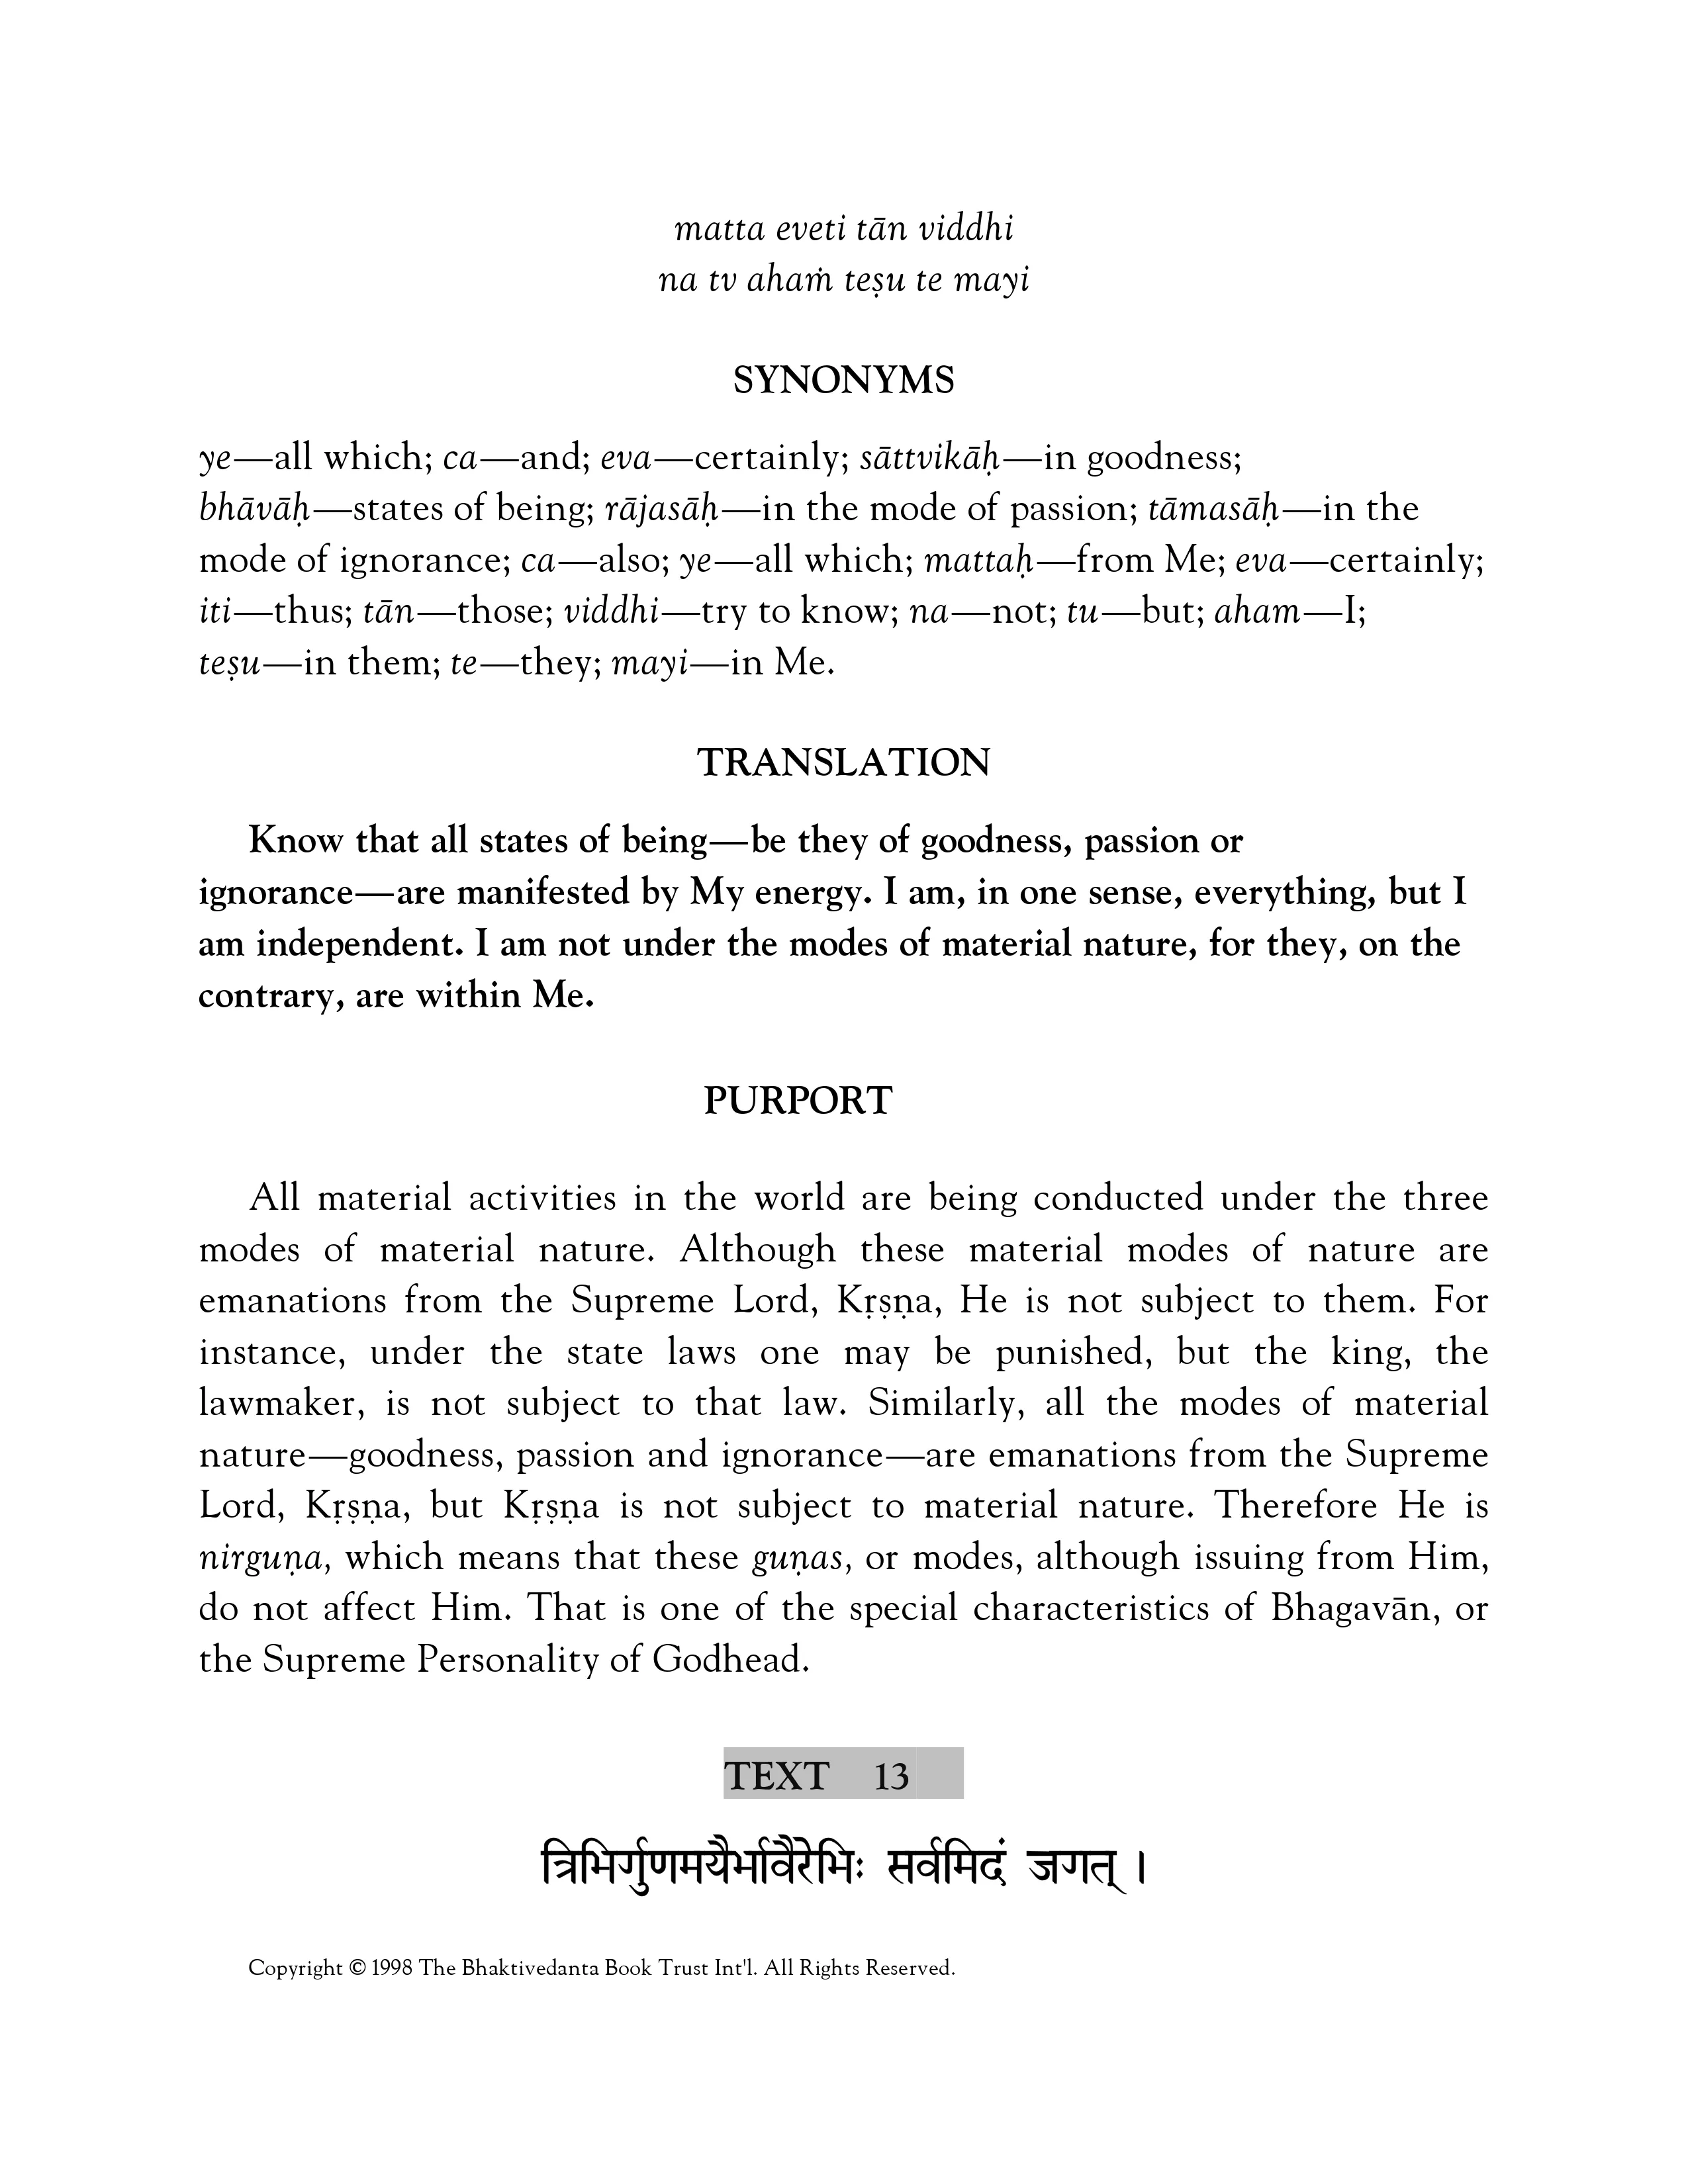 matta eveti tān viddhi
na tv ahaṁ teṣu te mayi
SYNONYMS
ye—all which; ca—and; eva—certainly; sāttvikāḥ—in goodness;
bhāvāḥ—states of being; rājasāḥ—in the mode of passion; tāmasāḥ—in the
mode of ignorance; ca—also; ye—all which; mattaḥ—from Me; eva—certainly;
iti—thus; tān—those; viddhi—try to know; na—not; tu—but; aham—I;
teṣu—in them; te—they; mayi—in Me.
TRANSLATION
Know that all states of being—be they of goodness, passion or
ignorance—are manifested by My energy. I am, in one sense, everything, but I
am independent. I am not under the modes of material nature, for they, on the
contrary, are within Me.
PURPORT
All material activities in the world are being conducted under the three
modes of material nature. Although these material modes of nature are
emanations from the Supreme Lord, Kṛṣṇa, He is not subject to them. For
instance, under the state laws one may be punished, but the king, the
lawmaker, is not subject to that law. Similarly, all the modes of material
nature—goodness, passion and ignorance—are emanations from the Supreme
Lord, Kṛṣṇa, but Kṛṣṇa is not subject to material nature. Therefore He is
nirguṇa, which means that these guṇas, or modes, although issuing from Him,
do not affect Him. That is one of the special characteristics of Bhagavān, or
the Supreme Personality of Godhead.
TEXT 13
त्रिभिर्गुणमयैर्भावैरेभिः सर्वमिदं जगत् ।
Copyright © 1998 The Bhaktivedanta Book Trust Int'l. All Rights Reserved.